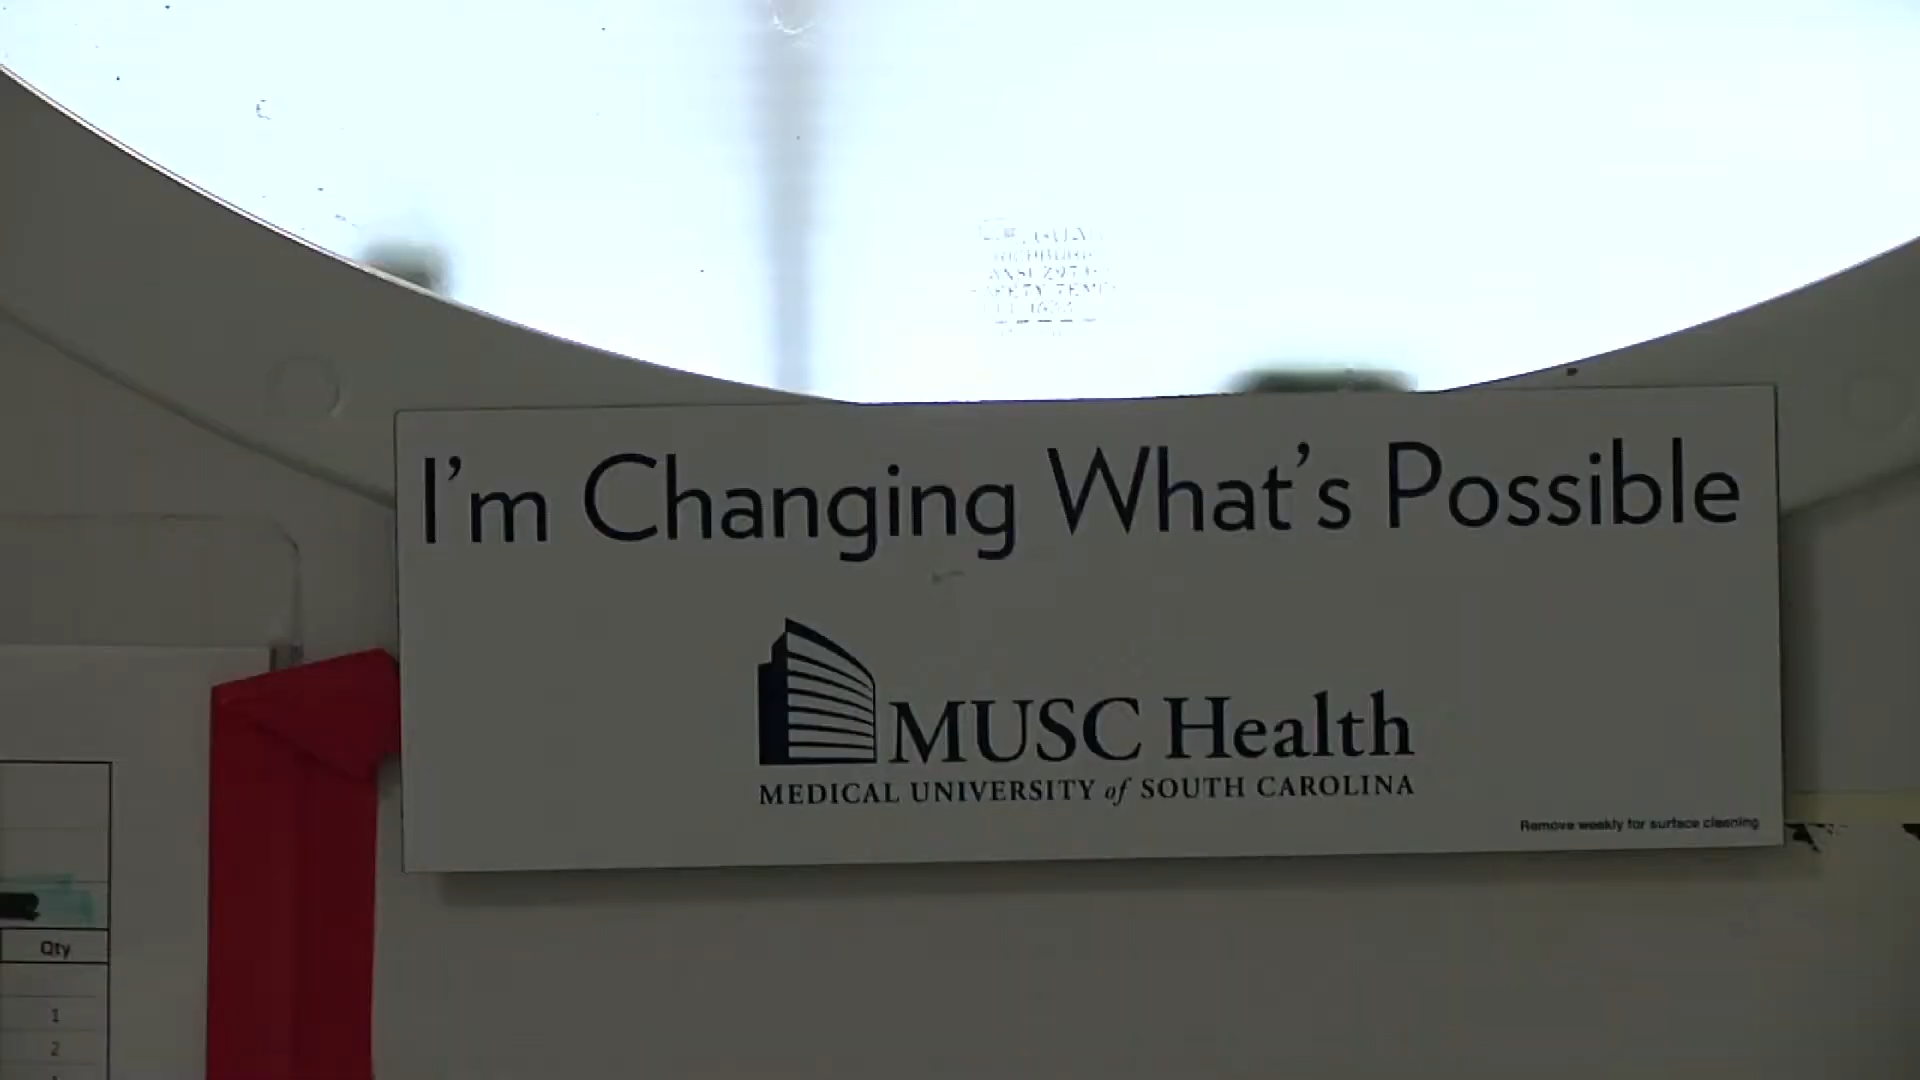 I'm Changing What's Possible
MUSC Health
MEDICAL UNIVERSITY of SOUTH CAROLINA
Remove weekly for surface cleaning
Qty
1
2